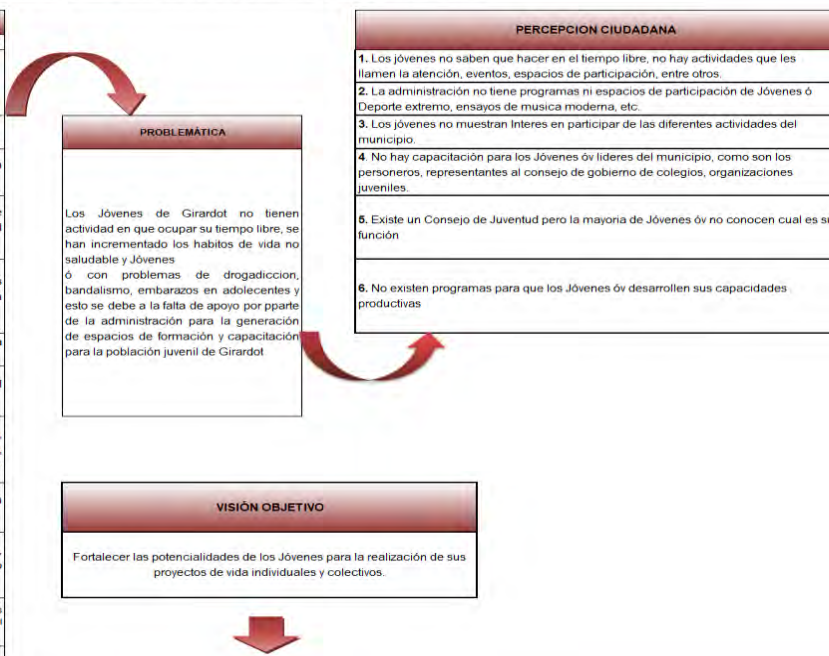 PROBLEMÀTICA
Los Jóvenes de Girardot no tienen
actividad en que ocupar su tiempo libre, se
han incrementado los habitos de vida no
saludable y Jóvenes
ó con problemas de drogadiccion,
bandalismo, embarazos en adolecentes y
esto se debe a la falta de apoyo por pparte
de la administración para la generación
de espacios de formación y capacitación
para la población juvenil de Girardot
PERCEPCION CIUDADANA
1. Los jóvenes no saben que hacer en el tiempo libre, no hay actividades que les
llamen la atención, eventos, espacios de participación, entre otros.
2. La administración no tiene programas ni espacios de participación de Jóvenes ó
Deporte extremo, ensayos de musica moderna, etc.
3. Los jóvenes no muestran Interes en participar de las diferentes actividades del
municipio.
4. No hay capacitación para los Jóvenes óv lideres del municipio, como son los
personeros, representantes al consejo de gobierno de colegios, organizaciones
juveniles.
5. Existe un Consejo de Juventud pero la mayoria de Jóvenes óv no conocen cual es su
función
6. No existen programas para que los Jóvenes óv desarrollen sus capacidades
productivas
VISIÒN OBJETIVO
Fortalecer las potencialidades de los Jóvenes para la realización de sus
proyectos de vida individuales y colectivos.